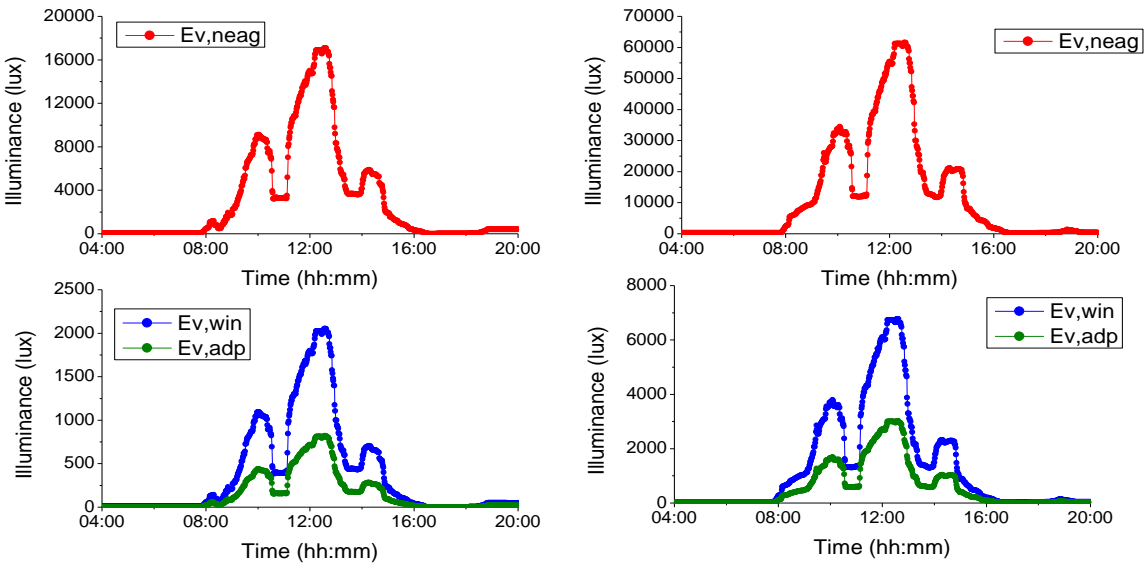 20000
16000
12000
8000
4000
0
Illuminance (lux)
Ev,neag
04:00 08:00 12:00 16:00 20:00
Time (hh:mm)
70000
60000
50000
40000
30000
20000
10000
0
Illuminance (lux)
Ev,neag
04:00 08:00 12:00 16:00 20:00
Time (hh:mm)
2500
2000
1500
1000
500
0
Illuminance (lux)
Ev,win
Ev,adp
04:00 08:00 12:00 16:00 20:00
Time (hh:mm)
8000
6000
4000
2000
0
Illuminance (lux)
Ev,win
Ev,adp
04:00 08:00 12:00 16:00 20:00
Time (hh:mm)